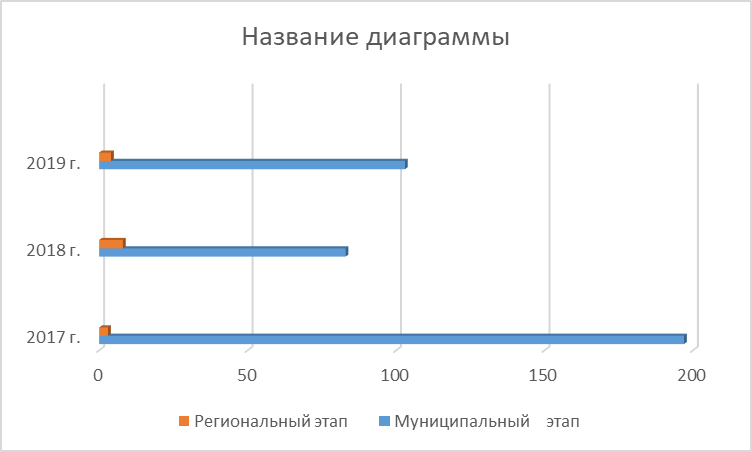 Название диаграммы
2019 г.
2018 г.
2017 г.
0 50 100 150 200
Региональный этап Муниципальный этап